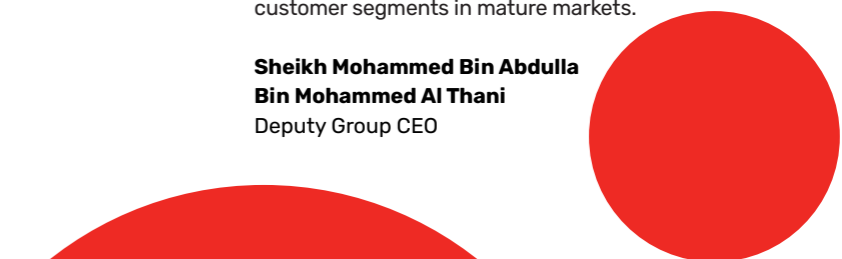 customer segments in mature markets.
Sheikh Mohammed Bin Abdulla
Bin Mohammed Al Thani
Deputy Group CEO